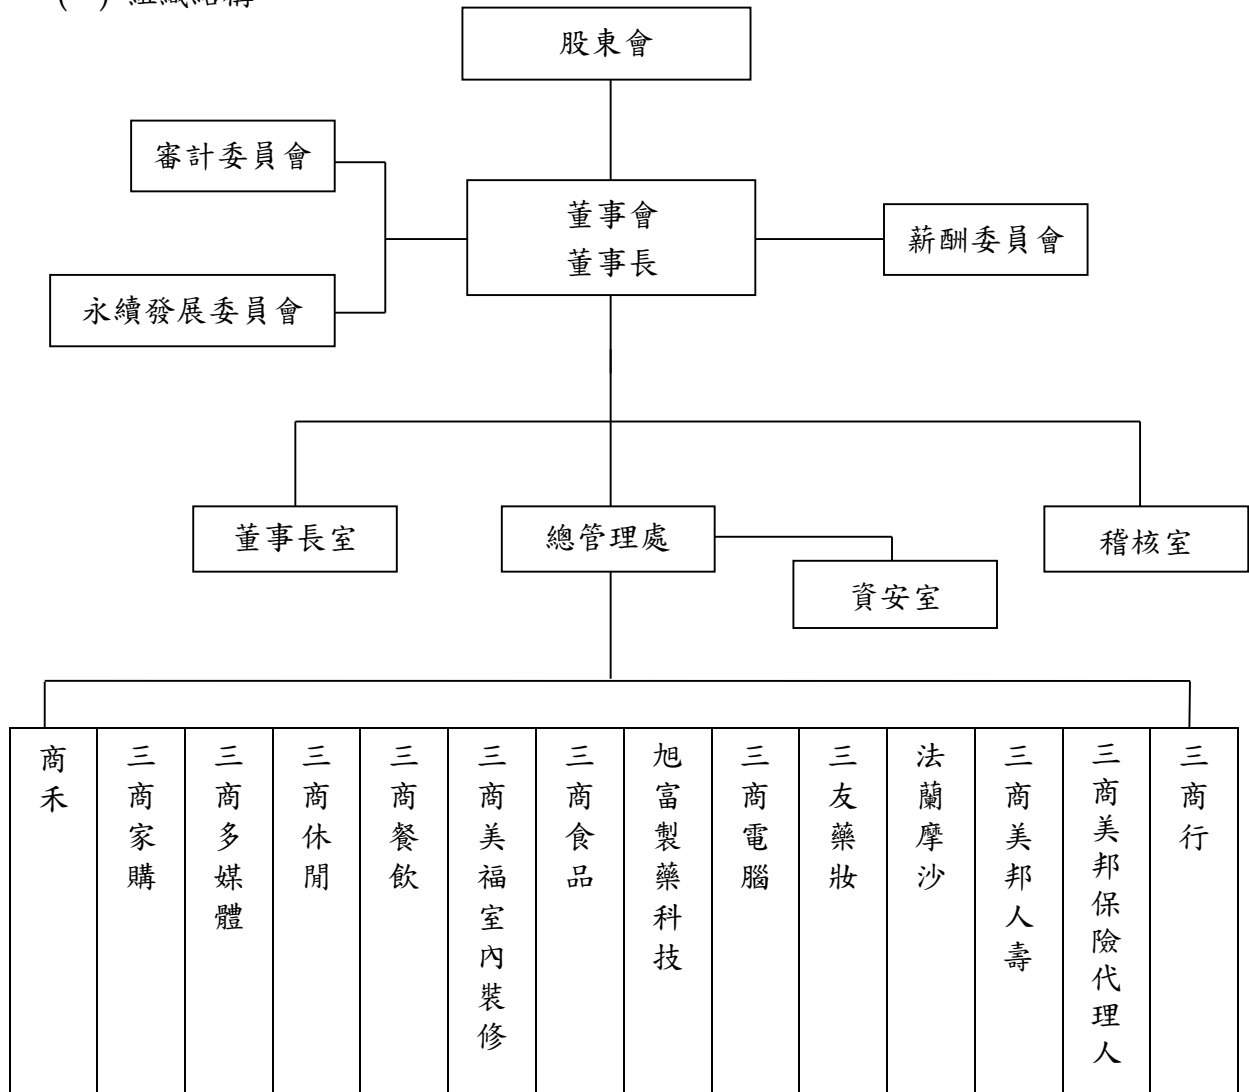 組織結構
股東會
審計委員會
董事會
董事長
薪酬委員會
永續發展委員會
董事長室
總管理處
稽核室
資安室
商禾
三商家購
三商多媒體
三商休閒
三商餐飲
三商美福室內裝修
三商食品
旭富製藥科技
三商電腦
三友藥妝
法蘭摩沙
三商美邦人壽
三商美邦保險代理人
三商行